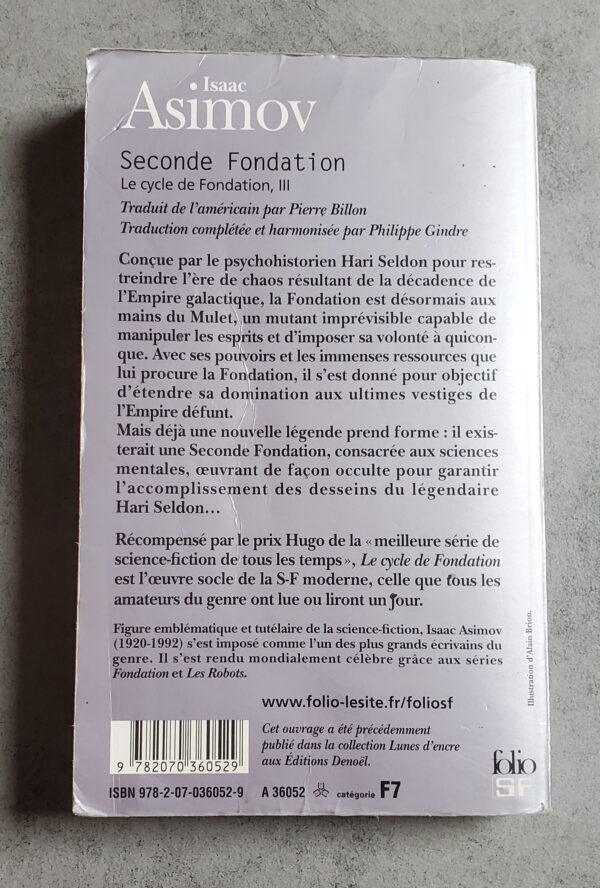 Isaac
Asimov
Seconde Fondation
Le cycle de Fondation, III
Traduit de l'américain par Pierre Billon
Traduction complétée et harmonisée par Philippe Gindre
Conçue par le psychohistorien Hari Seldon pour res-
treindre l'ère de chaos résultant de la décadence de
l'Empire galactique, la Fondation est désormais aux
mains du Mulet, un mutant imprévisible capable de
manipuler les esprits et d'imposer sa volonté à quicon-
que. Avec ses pouvoirs et les immenses ressources que
lui procure la Fondation, il s'est donné pour objectif
d'étendre sa domination aux ultimes vestiges de
l'Empire défunt.
Mais déjà une nouvelle légende prend forme : il exis-
terait une Seconde Fondation, consacrée aux sciences
mentales, œuvrant de façon occulte pour garantir
l'accomplissement des desseins du légendaire
Hari Seldon...
Récompensé par le prix Hugo de la « meilleure série de
science-fiction de tous les temps », Le cycle de Fondation
est l'œuvre socle de la S-F moderne, celle que tous les
amateurs du genre ont lue ou liront un jour.
Figure emblématique et tutélaire de la science-fiction, Isaac Asimov
(1920-1992) s'est imposé comme l'un des plus grands écrivains du
genre. Il s'est rendu mondialement célèbre grâce aux séries
Fondation et Les Robots.
www.folio-lesite.fr/foliosf
Cet ouvrage a été précédemment
publié dans la collection Lunes d'encre
aux Éditions Denoël.
9 782070 360529
ISBN 978-2-07-036052-9 A 36052 catégorie F7
folio
SF
Illustration d'Alain Brion.